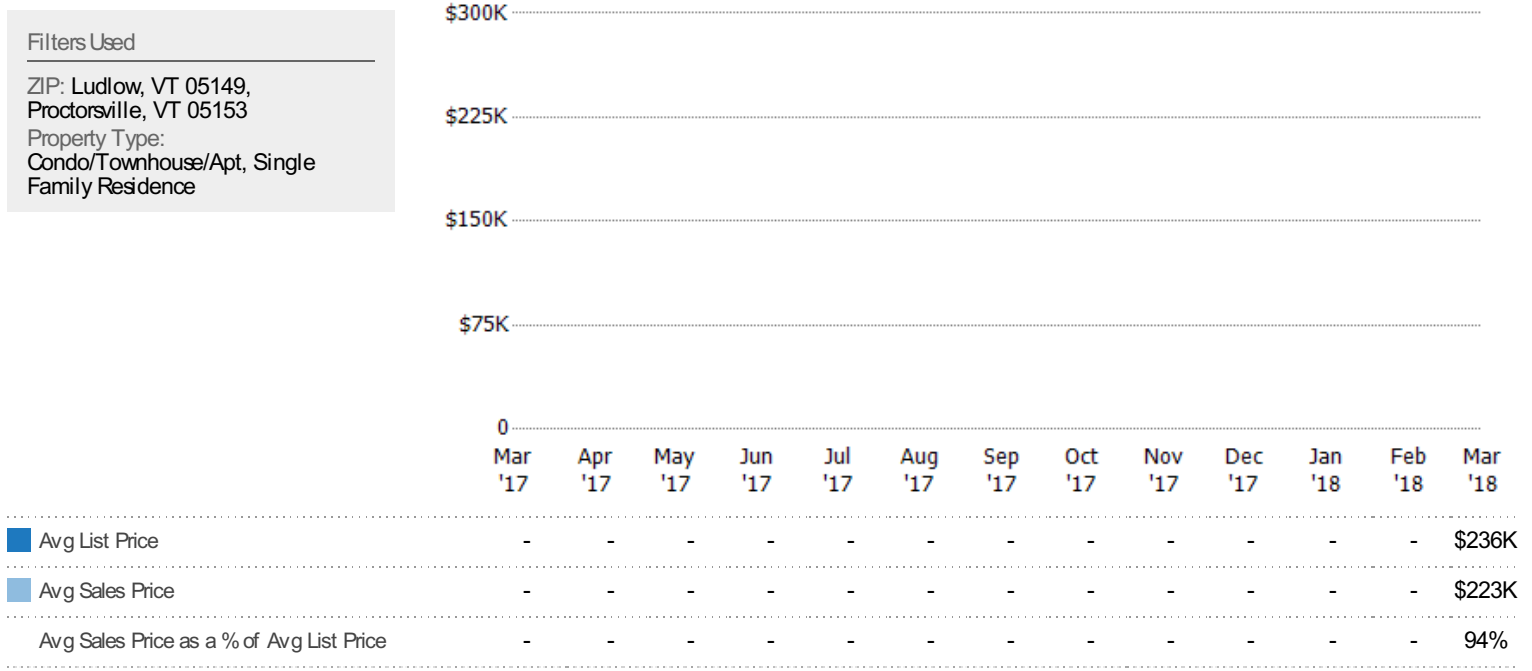 Filters Used
ZIP: Ludlow, VT 05149,
Proctorsville, VT 05153
Property Type:
Condo/Townhouse/Apt, Single
Family Residence
$300K
$225K
$150K
$75K
0
Mar Apr May Jun Jul Aug Sep Oct Nov Dec Jan Feb Mar
'17 '17 '17 '17 '17 '17 '17 '17 '17 '17 '18 '18 '18
Avg List Price - - - - - - - - - - - - $236K
Avg Sales Price - - - - - - - - - - - - $223K
Avg Sales Price as a % of Avg List Price - - - - - - - - - - - - 94%